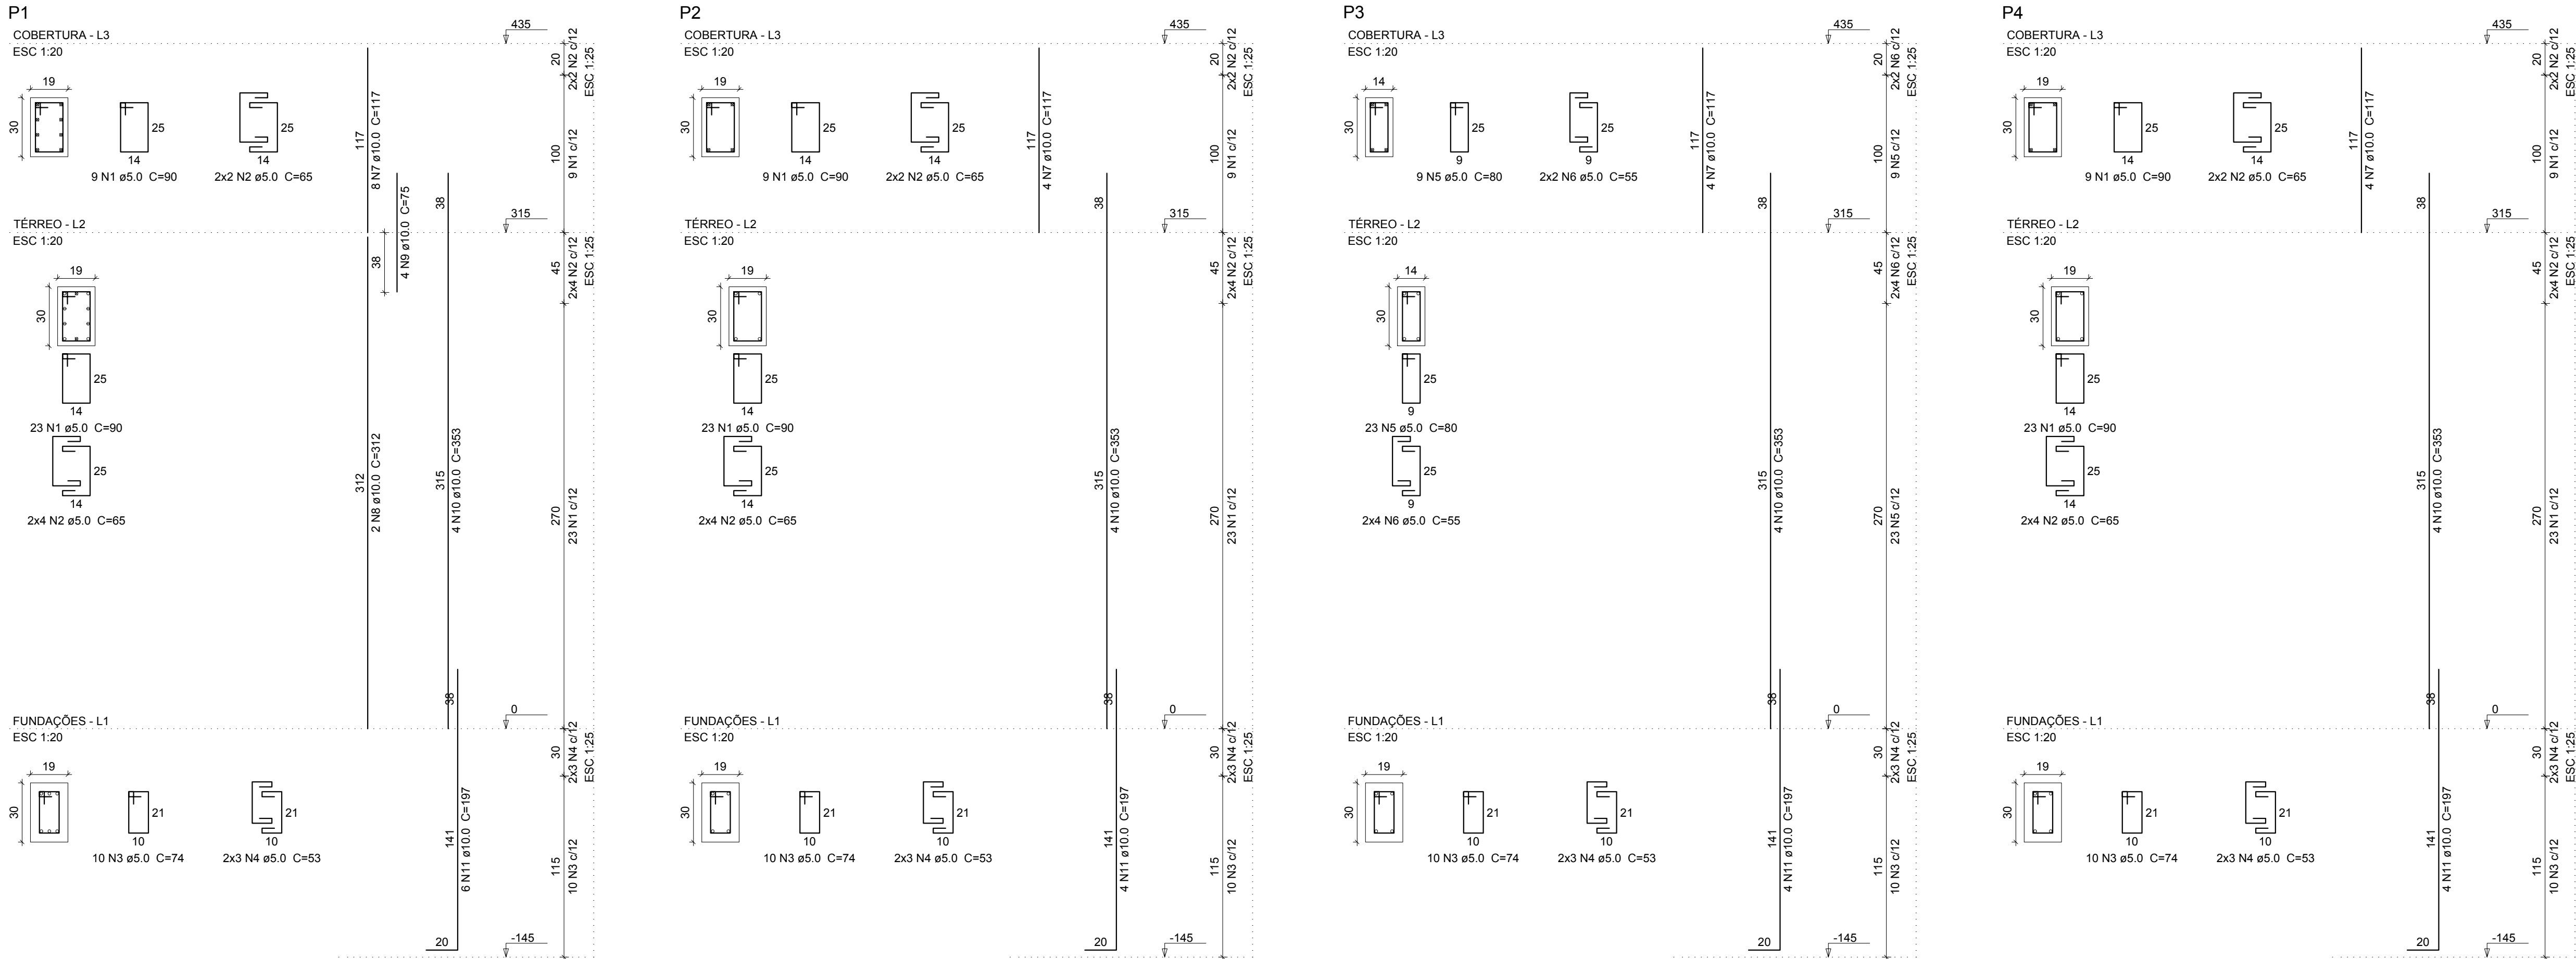 P1
COBERTURA - L3
ESC 1:20
435
19
30
25
14
9 N1 ø5.0 C=90
25
14
2x2 N2 ø5.0 C=65
117
8 N7 ø10.0 C=117
20
2x2 N2 c/12
100
9 N1 c/12
ESC 1:25
TÉRREO - L2
ESC 1:20
315
19
30
25
14
23 N1 ø5.0 C=90
25
14
2x4 N2 ø5.0 C=65
38
4 N9 ø10.0 C=75
312
2 N8 ø10.0 C=312
38
315
4 N10 ø10.0 C=353
45
2x4 N2 c/12
270
23 N1 c/12
ESC 1:25
FUNDAÇÕES - L1
ESC 1:20
0
19
30
21
10
10 N3 ø5.0 C=74
21
10
2x3 N4 ø5.0 C=53
38
141
6 N11 ø10.0 C=197
20
30
2x3 N4 c/12
115
10 N3 c/12
ESC 1:25
-145
P2
COBERTURA - L3
ESC 1:20
435
19
30
25
14
9 N1 ø5.0 C=90
25
14
2x2 N2 ø5.0 C=65
117
4 N7 ø10.0 C=117
20
2x2 N2 c/12
100
9 N1 c/12
ESC 1:25
TÉRREO - L2
ESC 1:20
315
19
30
25
14
23 N1 ø5.0 C=90
25
14
2x4 N2 ø5.0 C=65
38
315
4 N10 ø10.0 C=353
45
2x4 N2 c/12
270
23 N1 c/12
ESC 1:25
FUNDAÇÕES - L1
ESC 1:20
0
19
30
21
10
10 N3 ø5.0 C=74
21
10
2x3 N4 ø5.0 C=53
38
141
4 N11 ø10.0 C=197
20
30
2x3 N4 c/12
115
10 N3 c/12
ESC 1:25
-145
P3
COBERTURA - L3
ESC 1:20
435
14
30
25
9
9 N5 ø5.0 C=80
25
9
2x2 N6 ø5.0 C=55
117
4 N7 ø10.0 C=117
20
2x2 N6 c/12
100
9 N5 c/12
ESC 1:25
TÉRREO - L2
ESC 1:20
315
14
30
25
9
23 N5 ø5.0 C=80
25
9
2x4 N6 ø5.0 C=55
38
315
4 N10 ø10.0 C=353
45
2x4 N6 c/12
270
23 N5 c/12
ESC 1:25
FUNDAÇÕES - L1
ESC 1:20
0
19
30
21
10
10 N3 ø5.0 C=74
21
10
2x3 N4 ø5.0 C=53
38
141
4 N11 ø10.0 C=197
20
30
2x3 N4 c/12
115
10 N3 c/12
ESC 1:25
-145
P4
COBERTURA - L3
ESC 1:20
435
19
30
25
14
9 N1 ø5.0 C=90
25
14
2x2 N2 ø5.0 C=65
117
4 N7 ø10.0 C=117
20
2x2 N2 c/12
100
9 N1 c/12
ESC 1:25
TÉRREO - L2
ESC 1:20
315
19
30
25
14
23 N1 ø5.0 C=90
25
14
2x4 N2 ø5.0 C=65
38
315
4 N10 ø10.0 C=353
45
2x4 N2 c/12
270
23 N1 c/12
ESC 1:25
FUNDAÇÕES - L1
ESC 1:20
0
19
30
21
10
10 N3 ø5.0 C=74
21
10
2x3 N4 ø5.0 C=53
38
141
4 N11 ø10.0 C=197
20
30
2x3 N4 c/12
115
10 N3 c/12
ESC 1:25
-145